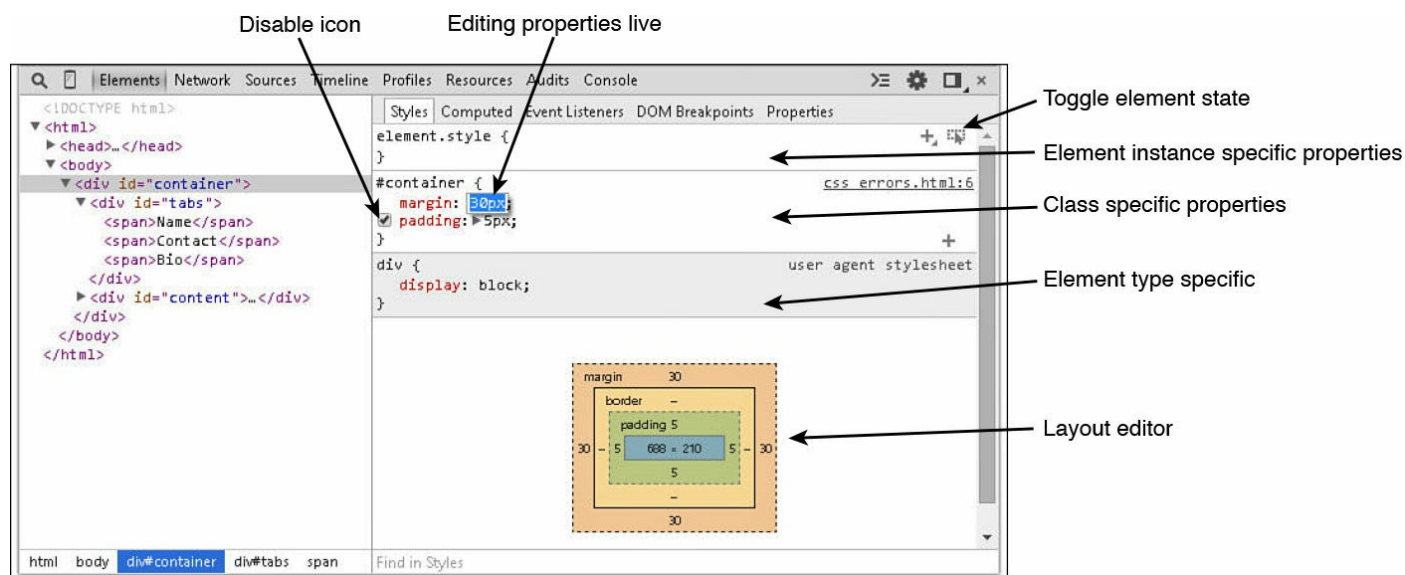 Disable icon
Editing properties live
Elements Network Sources Timeline Profiles Resources Audits Console
<!DOCTYPE html>
<html>
<head>…</head>
<body>
<div id="container">
<div id="tabs">
<span>Name</span>
<span>Contact</span>
<span>Bio</span>
</div>
<div id="content">…</div>
</div>
</body>
</html>
html body div#container div#tabs span
Styles Computed Event Listeners DOM Breakpoints Properties
element.style {
}
#container { css errors.html:6
margin: 30px;
padding: 5px;
}
div { user agent stylesheet
display: block;
}
margin 30
border –
padding 5
30 – 5 688 × 210 5 – 30
5
–
30
Find in Styles
Toggle element state
Element instance specific properties
Class specific properties
Element type specific
Layout editor